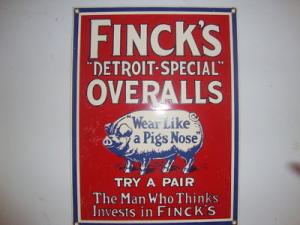 FINCK'S
"DETROIT-SPECIAL"
OVERALLS
"Wear Like
a Pigs Nose"
TRY A PAIR
The Man Who Thinks
Invests in FINCK'S